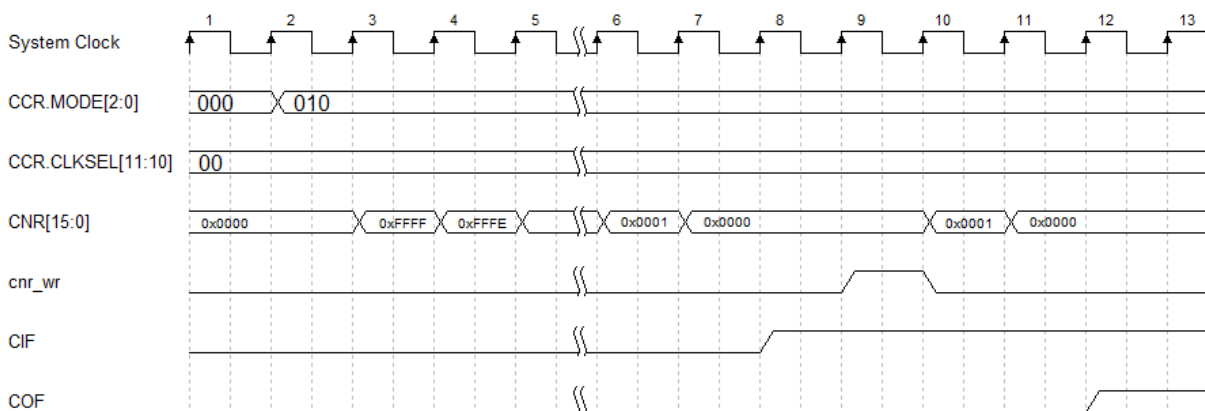 1 2 3 4 5 6 7 8 9 10 11 12 13
System Clock
CCR.MODE[2:0] 000 010
CCR.CLKSEL[11:10] 00
CNR[15:0] 0x0000 0xFFFF 0xFFFE 0x0001 0x0000 0x0001 0x0000
cnr_wr
CIF
COF